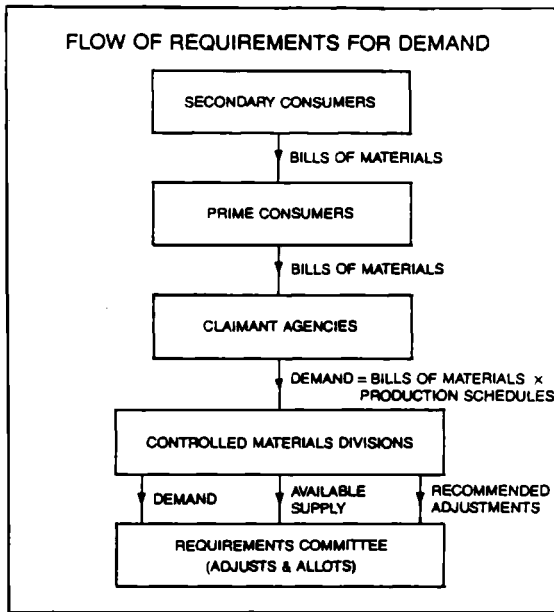 FLOW OF REQUIREMENTS FOR DEMAND
SECONDARY CONSUMERS
BILLS OF MATERIALS
PRIME CONSUMERS
BILLS OF MATERIALS
CLAIMANT AGENCIES
DEMAND = BILLS OF MATERIALS ×
PRODUCTION SCHEDULES
CONTROLLED MATERIALS DIVISIONS
DEMAND
AVAILABLE
SUPPLY
RECOMMENDED
ADJUSTMENTS
REQUIREMENTS COMMITTEE
(ADJUSTS & ALLOTS)